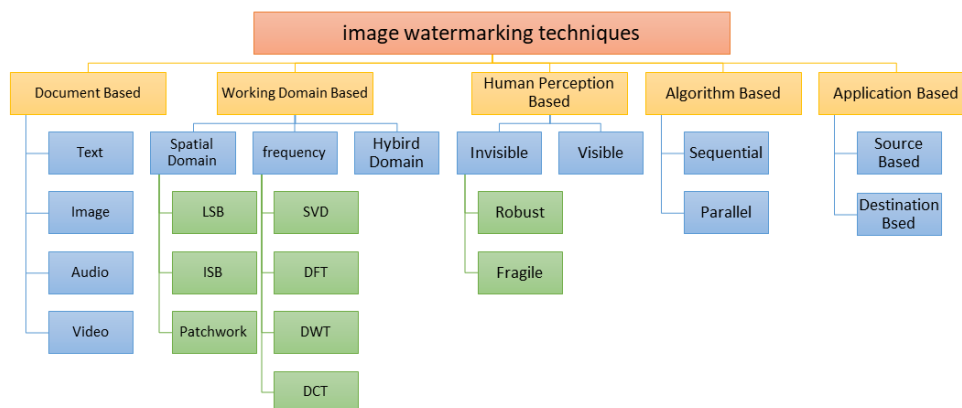 image watermarking techniques
Document Based
Working Domain Based
Human Perception
Based
Algorithm Based
Application Based
Text
Spatial
Domain
frequency
Hybird
Domain
Invisible
Visible
Sequential
Source
Based
Image
LSB
SVD
Robust
Parallel
Destination
Bsed
Audio
ISB
DFT
Fragile
Video
Patchwork
DWT
DCT